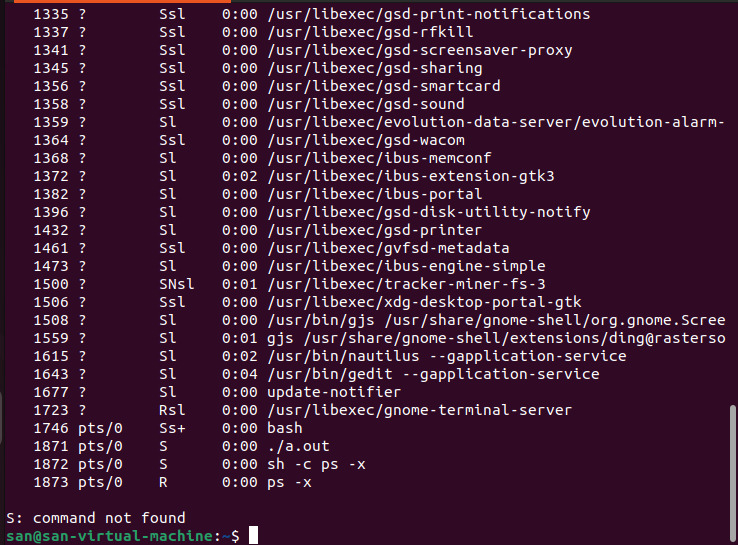 1335 ? Ssl 0:00 /usr/libexec/gsd-print-notifications
1337 ? Ssl 0:00 /usr/libexec/gsd-rfkill
1341 ? Ssl 0:00 /usr/libexec/gsd-screensaver-proxy
1345 ? Ssl 0:00 /usr/libexec/gsd-sharing
1356 ? Ssl 0:00 /usr/libexec/gsd-smartcard
1358 ? Ssl 0:00 /usr/libexec/gsd-sound
1359 ? Sl 0:00 /usr/libexec/evolution-data-server/evolution-alarm-
1364 ? Ssl 0:00 /usr/libexec/gsd-wacom
1368 ? Sl 0:00 /usr/libexec/ibus-memconf
1372 ? Sl 0:02 /usr/libexec/ibus-extension-gtk3
1382 ? Sl 0:00 /usr/libexec/ibus-portal
1396 ? Sl 0:00 /usr/libexec/gsd-disk-utility-notify
1432 ? Sl 0:00 /usr/libexec/gsd-printer
1461 ? Ssl 0:00 /usr/libexec/gvfsd-metadata
1473 ? Sl 0:00 /usr/libexec/ibus-engine-simple
1500 ? SNsl 0:01 /usr/libexec/tracker-miner-fs-3
1506 ? Ssl 0:00 /usr/libexec/xdg-desktop-portal-gtk
1508 ? Sl 0:00 /usr/bin/gjs /usr/share/gnome-shell/org.gnome.Scree
1559 ? Sl 0:01 gjs /usr/share/gnome-shell/extensions/ding@rasterso
1615 ? Sl 0:02 /usr/bin/nautilus --gapplication-service
1643 ? Sl 0:04 /usr/bin/gedit --gapplication-service
1677 ? Sl 0:00 update-notifier
1723 ? Rsl 0:00 /usr/libexec/gnome-terminal-server
1746 pts/0 Ss+ 0:00 bash
1871 pts/0 S 0:00 ./a.out
1872 pts/0 S 0:00 sh -c ps -x
1873 pts/0 R 0:00 ps -x
S: command not found
san@san-virtual-machine:~$